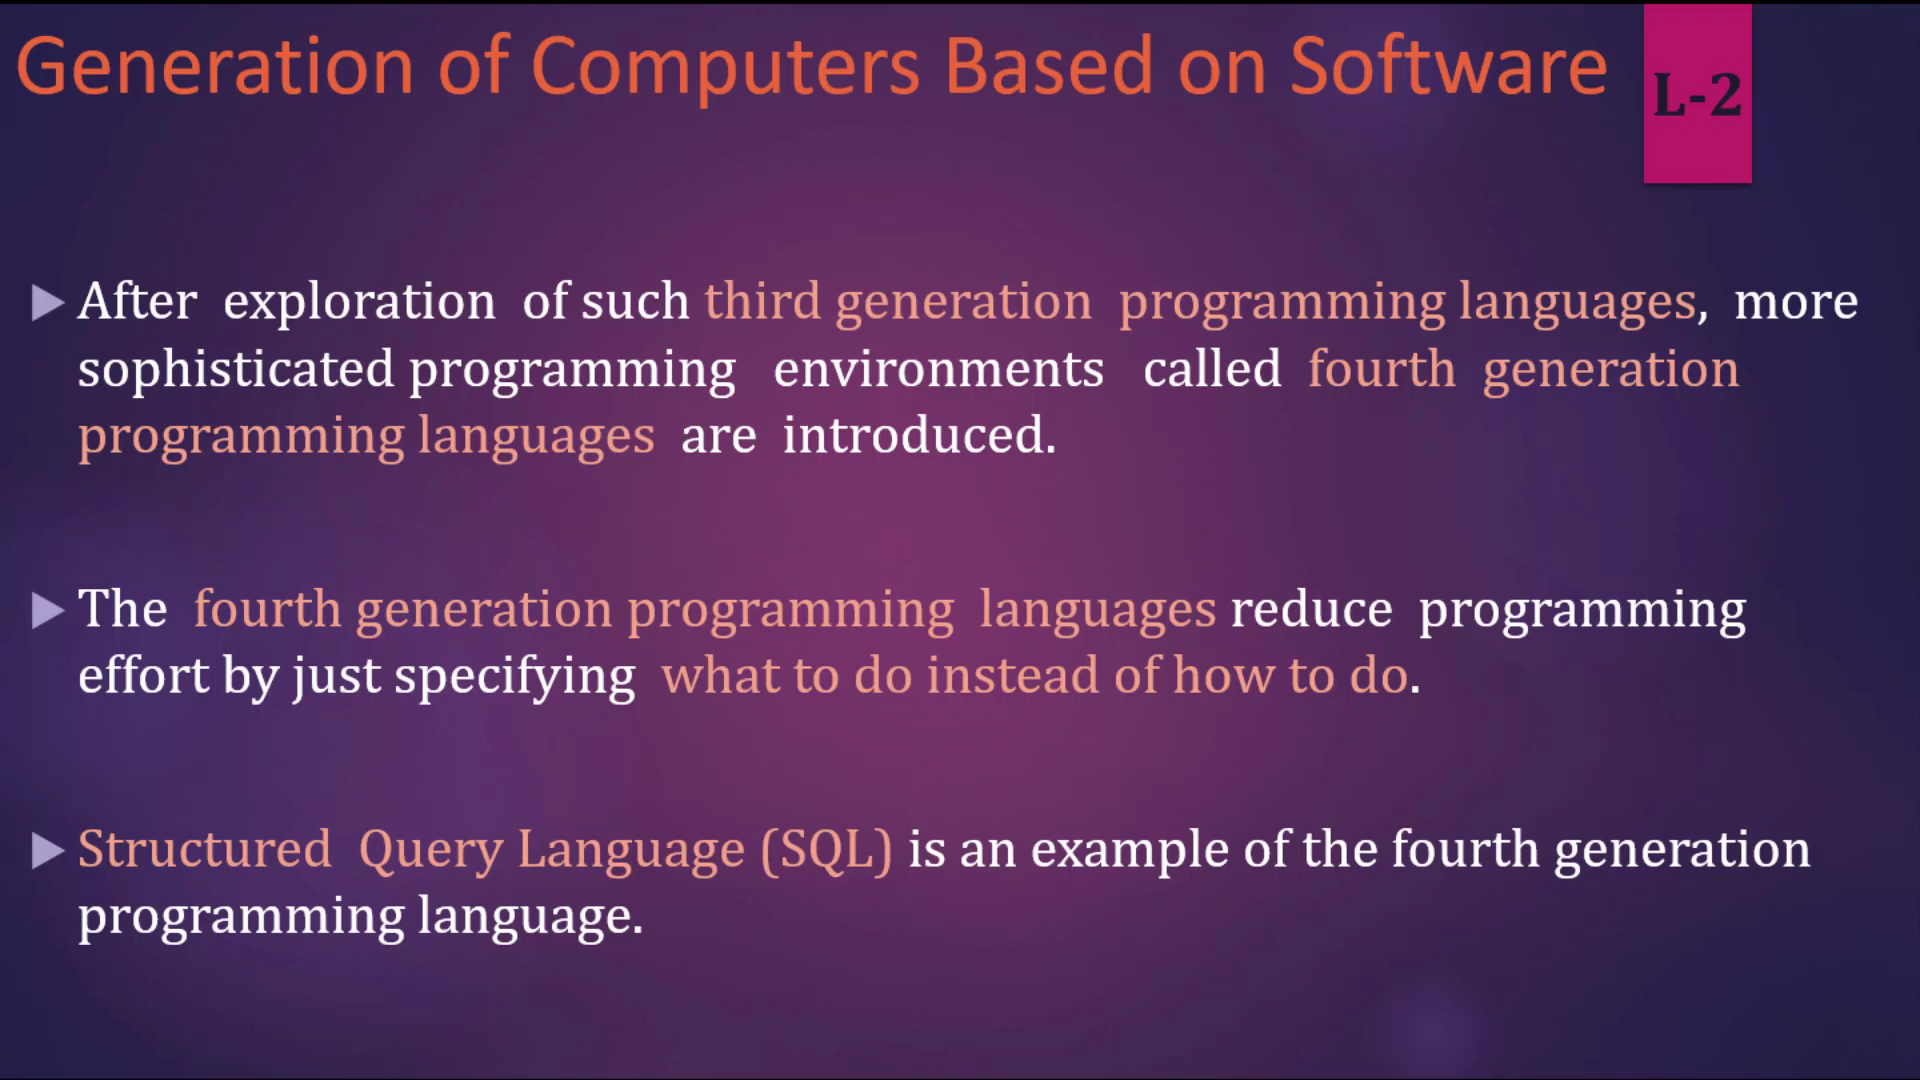 Generation of Computers Based on Software
L-2
After exploration of such third generation programming languages, more
sophisticated programming environments called fourth generation
programming languages are introduced.
The fourth generation programming languages reduce programming
effort by just specifying what to do instead of how to do.
Structured Query Language (SQL) is an example of the fourth generation
programming language.